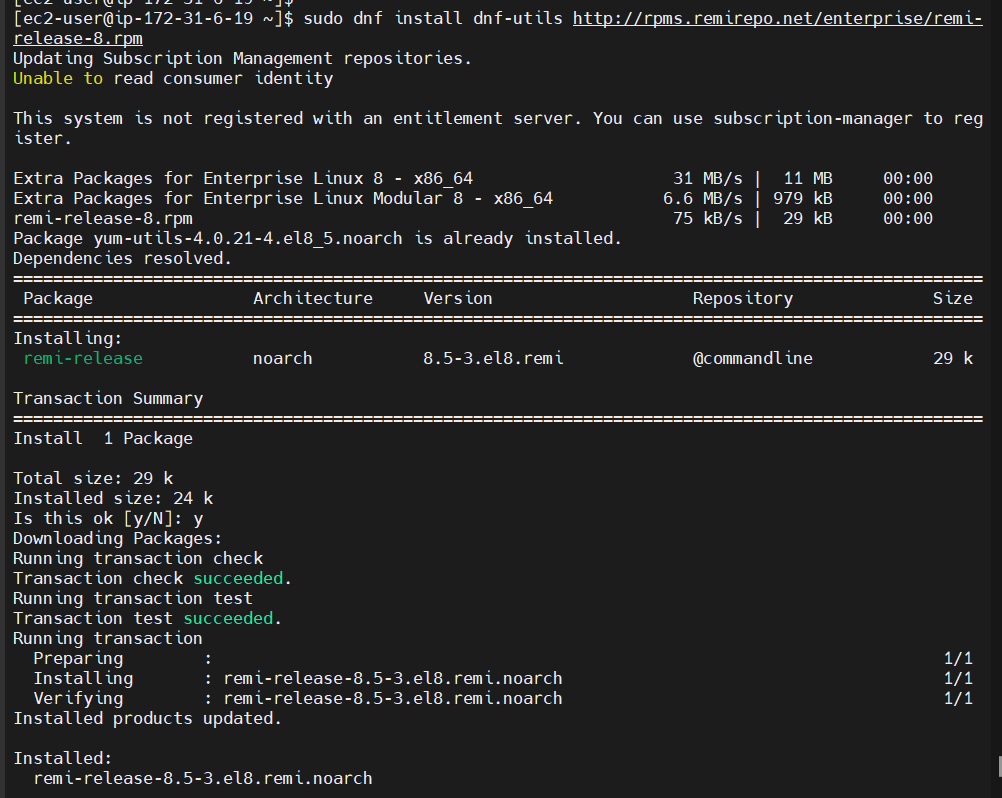 [ec2-user@ip-172-31-6-19 ~]$
[ec2-user@ip-172-31-6-19 ~]$ sudo dnf install dnf-utils http://rpms.remirepo.net/enterprise/remi-
release-8.rpm
Updating Subscription Management repositories.
Unable to read consumer identity
This system is not registered with an entitlement server. You can use subscription-manager to reg
ister.
Extra Packages for Enterprise Linux 8 - x86_64 31 MB/s | 11 MB 00:00
Extra Packages for Enterprise Linux Modular 8 - x86_64 6.6 MB/s | 979 kB 00:00
remi-release-8.rpm 75 kB/s | 29 kB 00:00
Package yum-utils-4.0.21-4.el8_5.noarch is already installed.
Dependencies resolved.
=================================================================================================
Package Architecture Version Repository Size
=================================================================================================
Installing:
remi-release noarch 8.5-3.el8.remi @commandline 29 k
Transaction Summary
=================================================================================================
Install 1 Package
Total size: 29 k
Installed size: 24 k
Is this ok [y/N]: y
Downloading Packages:
Running transaction check
Transaction check succeeded.
Running transaction test
Transaction test succeeded.
Running transaction
Preparing : 1/1
Installing : remi-release-8.5-3.el8.remi.noarch 1/1
Verifying : remi-release-8.5-3.el8.remi.noarch 1/1
Installed products updated.
Installed:
remi-release-8.5-3.el8.remi.noarch